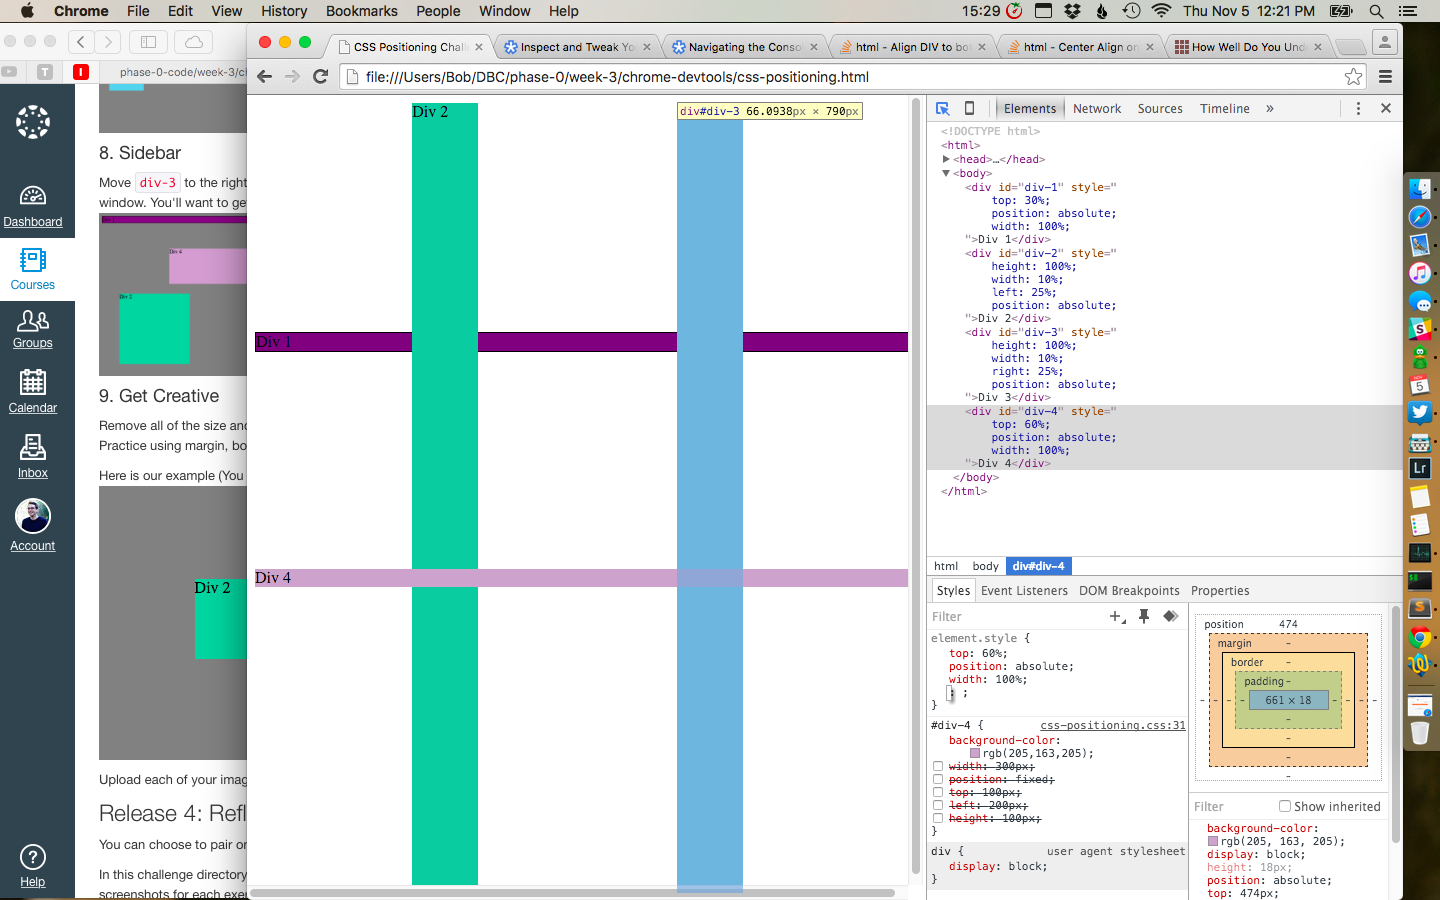 Chrome File Edit View History Bookmarks People Window Help
15:29 Thu Nov 5 12:21 PM
CSS Positioning Chall
Inspect and Tweak Yo
Navigating the Conso
html - Align DIV to bot
html - Center Align on
How Well Do You Und
file:///Users/Bob/DBC/phase-0/week-3/chrome-devtools/css-positioning.html
T
phase-0-code/week-3/ch
Dashboard
Courses
Groups
Calendar
Inbox
Account
Help
8. Sidebar
Move div-3 to the right
window. You'll want to ge
Div 4
Div 2
9. Get Creative
Remove all of the size and
Practice using margin, bo
Here is our example (You
Div 2
Upload each of your imag
Release 4: Refl
You can choose to pair or
In this challenge directory
screenshots for each exer
Div 2
div#div-3 66.0938px × 790px
Div 1
Div 4
Elements Network Sources Timeline »
<!DOCTYPE html>
<html>
<head>…</head>
<body>
<div id="div-1" style="
top: 30%;
position: absolute;
width: 100%;
">Div 1</div>
<div id="div-2" style="
height: 100%;
width: 10%;
left: 25%;
position: absolute;
">Div 2</div>
<div id="div-3" style="
height: 100%;
width: 10%;
right: 25%;
position: absolute;
">Div 3</div>
<div id="div-4" style="
top: 60%;
position: absolute;
width: 100%;
">Div 4</div>
</body>
</html>
html body div#div-4
Styles Event Listeners DOM Breakpoints Properties
Filter
element.style {
top: 60%;
position: absolute;
width: 100%;
: ;
}
#div-4 { css-positioning.css:31
background-color:
rgb(205,163,205);
width: 300px;
position: fixed;
top: 100px;
left: 200px;
height: 100px;
}
div { user agent stylesheet
display: block;
}
position 474
margin -
border -
padding -
661 × 18
Filter Show inherited
background-color:
rgb(205, 163, 205);
display: block;
height: 18px;
position: absolute;
top: 474px;
5
Lr
S